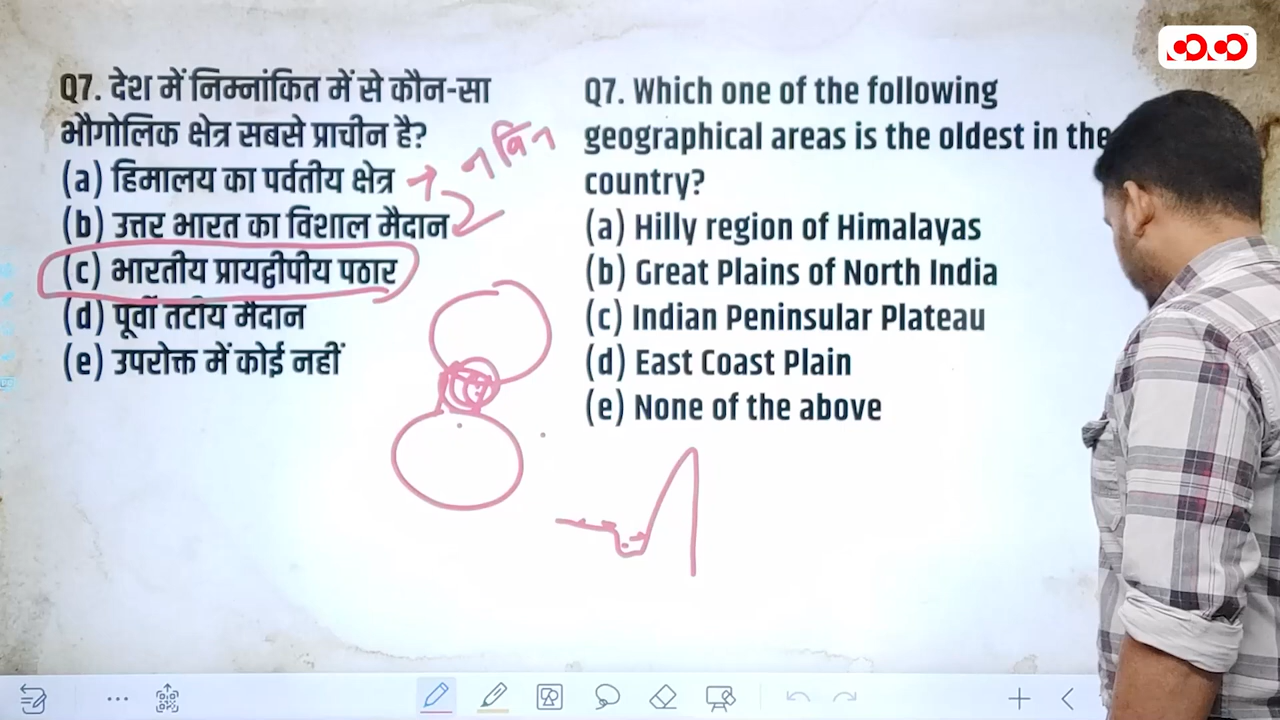 Q7. देश में निम्नांकित में से कौन-सा
भौगोलिक क्षेत्र सबसे प्राचीन है?
(a) हिमालय का पर्वतीय क्षेत्र
(b) उत्तर भारत का विशाल मैदान
(c) भारतीय प्रायद्वीपीय पठार
(d) पूर्वी तटीय मैदान
(e) उपरोक्त में कोई नहीं
Q7. Which one of the following
geographical areas is the oldest in the
country?
(a) Hilly region of Himalayas
(b) Great Plains of North India
(c) Indian Peninsular Plateau
(d) East Coast Plain
(e) None of the above